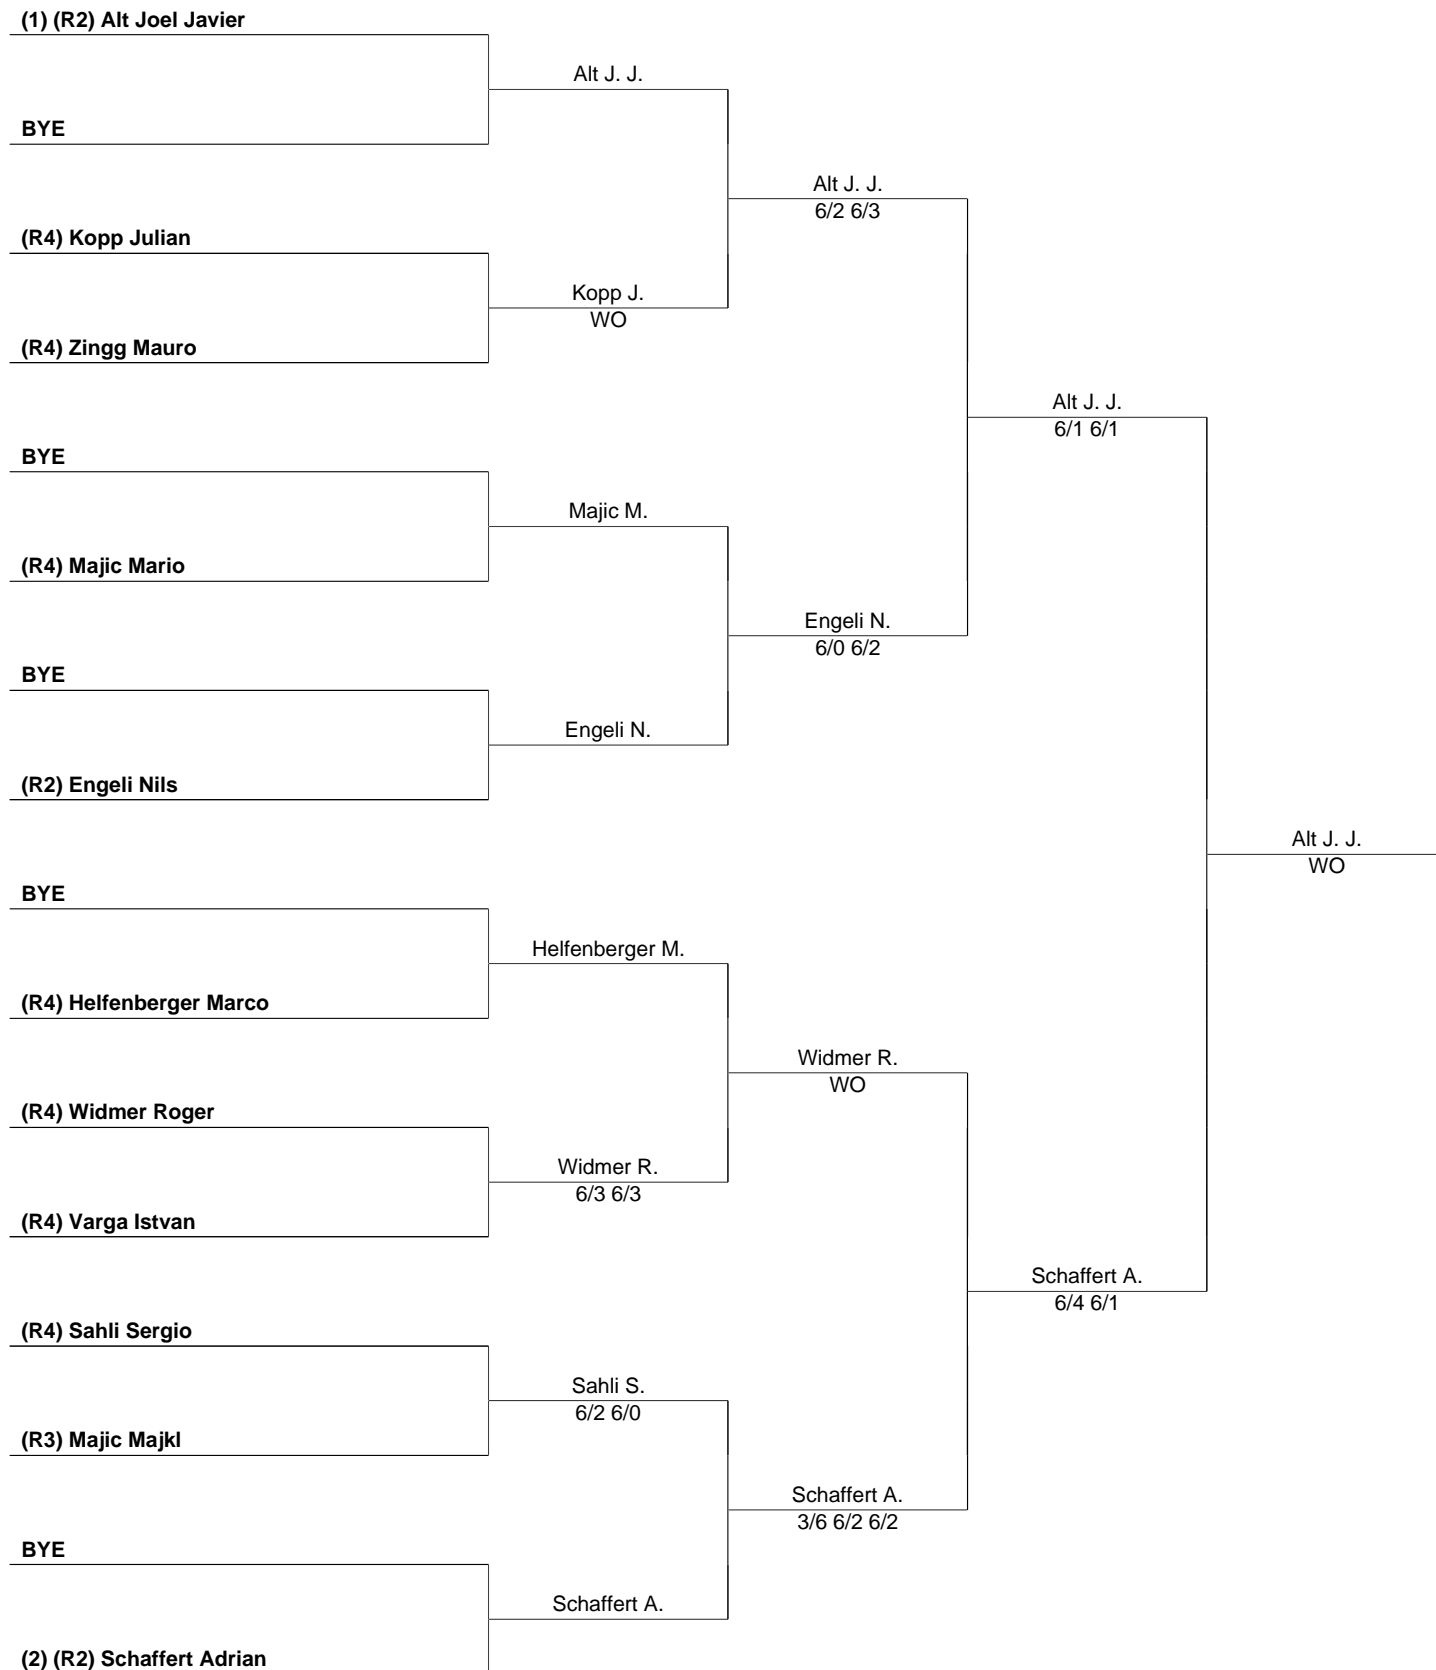 (1) (R2) Alt Joel Javier
Alt J. J.
BYE
Alt J. J.
6/2 6/3
(R4) Kopp Julian
Kopp J.
WO
(R4) Zingg Mauro
Alt J. J.
6/1 6/1
BYE
Majic M.
(R4) Majic Mario
Engeli N.
6/0 6/2
BYE
Engeli N.
(R2) Engeli Nils
Alt J. J.
WO
BYE
Helfenberger M.
(R4) Helfenberger Marco
Widmer R.
WO
(R4) Widmer Roger
Widmer R.
6/3 6/3
(R4) Varga Istvan
Schaffert A.
6/4 6/1
(R4) Sahli Sergio
Sahli S.
6/2 6/0
(R3) Majic Majkl
Schaffert A.
3/6 6/2 6/2
BYE
Schaffert A.
(2) (R2) Schaffert Adrian